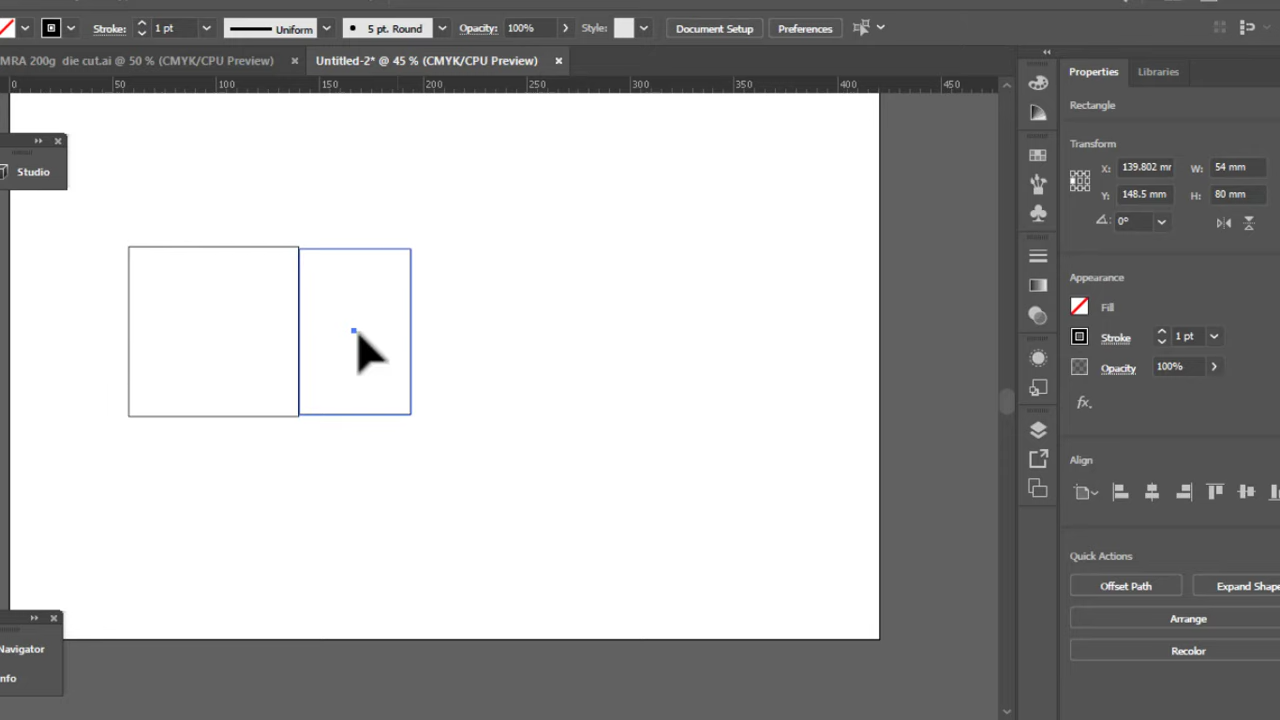 Stroke: 1 pt Uniform 5 pt. Round Opacity: 100% Style: Document Setup Preferences
MRA 200g die cut.ai @ 50 % (CMYK/CPU Preview) × Untitled-2* @ 45 % (CMYK/CPU Preview) ×
Properties Libraries
0 50 100 150 200 250 300 350 400 450
Rectangle
Transform
X: 139.802 mr W: 54 mm
Studio
Y: 148.5 mm H: 80 mm
0°
Appearance
Fill
Stroke 1 pt
Opacity 100%
fx.
Align
Quick Actions
Offset Path Expand Shape
Arrange
Navigator
Recolor
nfo